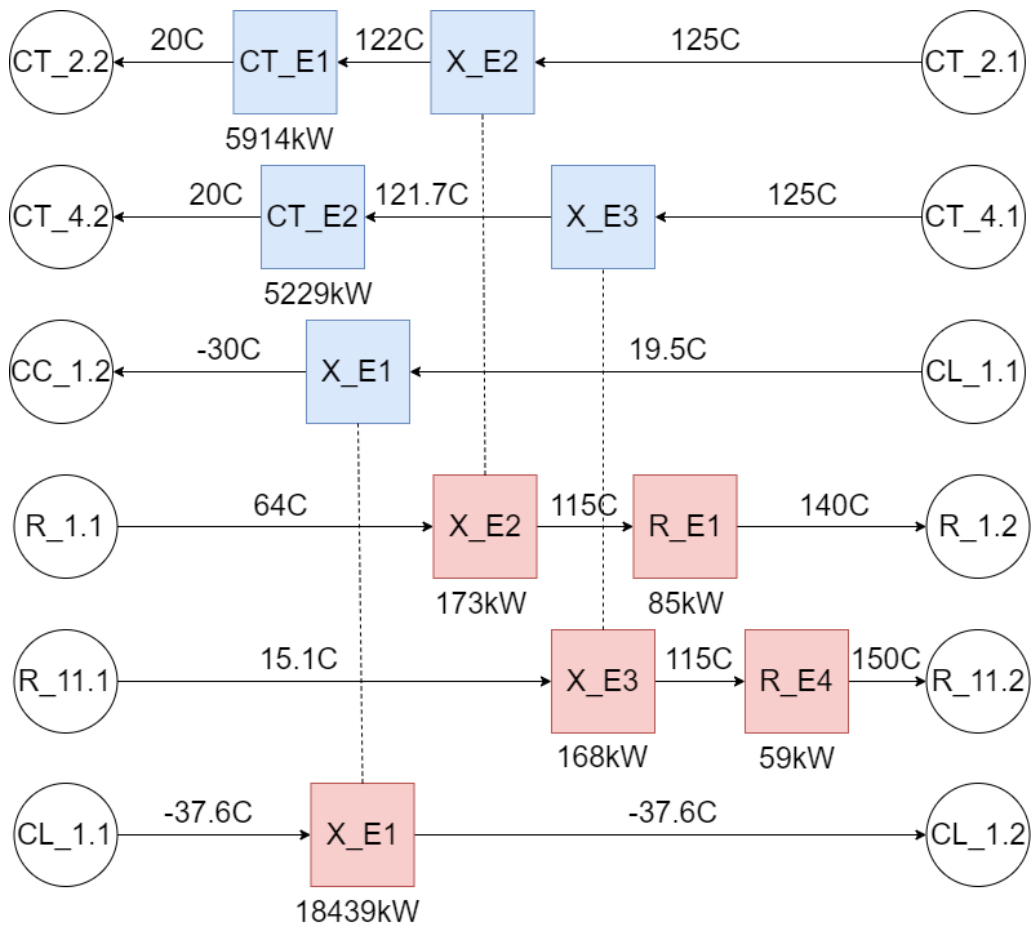 20C
122C
125C
CT_2.2
CT_E1
X_E2
CT_2.1
5914kW
20C
121.7C
125C
CT_4.2
CT_E2
X_E3
CT_4.1
5229kW
-30C
19.5C
CC_1.2
X_E1
CL_1.1
64C
115C
140C
R_1.1
X_E2
R_E1
R_1.2
173kW
85kW
15.1C
115C
150C
R_11.1
X_E3
R_E4
R_11.2
168kW
59kW
-37.6C
-37.6C
CL_1.1
X_E1
CL_1.2
18439kW